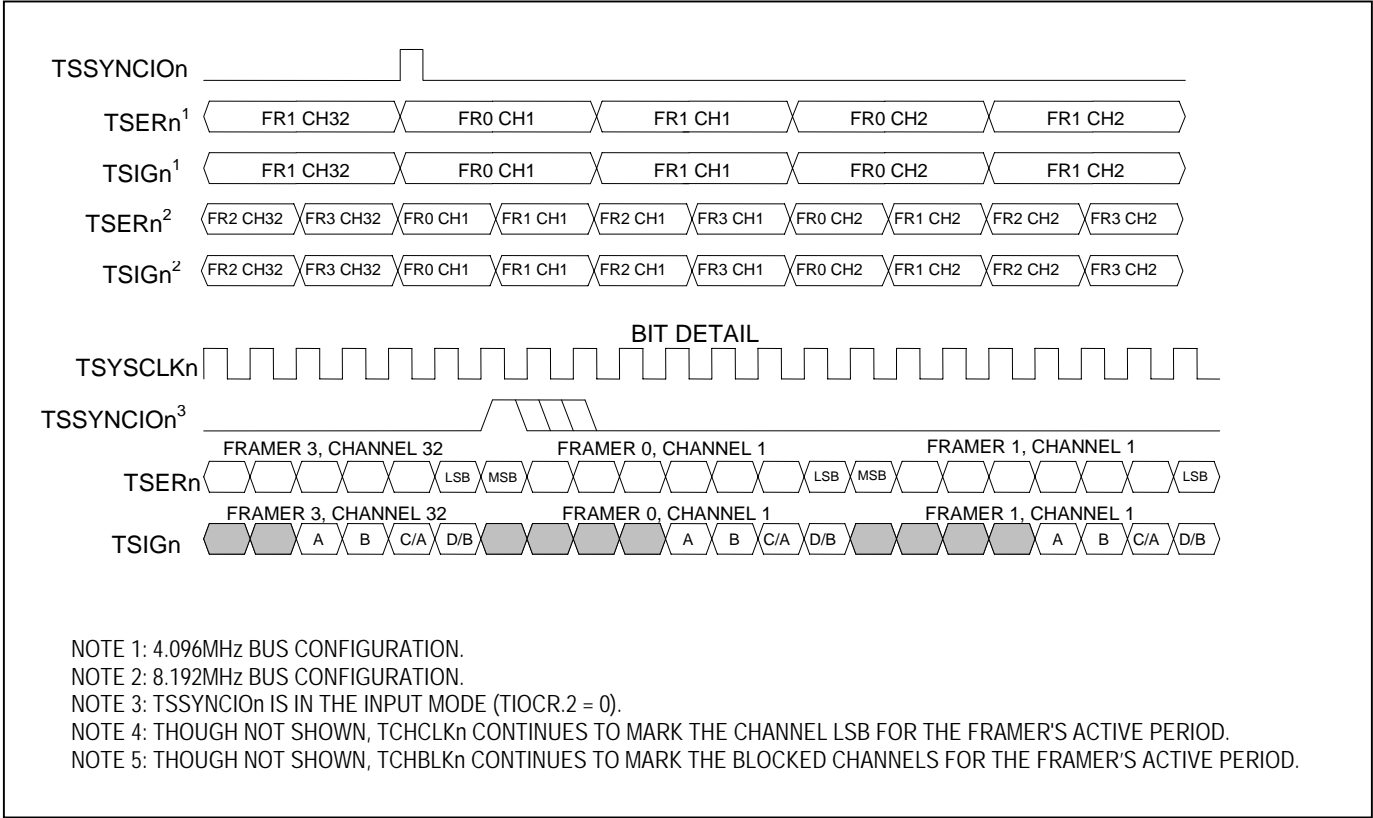 TSSYNCIOn
TSERn1 FR1 CH32 FR0 CH1 FR1 CH1 FR0 CH2 FR1 CH2
TSIGn1 FR1 CH32 FR0 CH1 FR1 CH1 FR0 CH2 FR1 CH2
TSERn2 FR2 CH32 FR3 CH32 FR0 CH1 FR1 CH1 FR2 CH1 FR3 CH1 FR0 CH2 FR1 CH2 FR2 CH2 FR3 CH2
TSIGn2 FR2 CH32 FR3 CH32 FR0 CH1 FR1 CH1 FR2 CH1 FR3 CH1 FR0 CH2 FR1 CH2 FR2 CH2 FR3 CH2
BIT DETAIL
TSYSCLKn
TSSYNCIOn3
FRAMER 3, CHANNEL 32 FRAMER 0, CHANNEL 1 FRAMER 1, CHANNEL 1
TSERn LSB MSB LSB MSB LSB
FRAMER 3, CHANNEL 32 FRAMER 0, CHANNEL 1 FRAMER 1, CHANNEL 1
TSIGn A B C/A D/B A B C/A D/B A B C/A D/B
NOTE 1: 4.096MHz BUS CONFIGURATION.
NOTE 2: 8.192MHz BUS CONFIGURATION.
NOTE 3: TSSYNCIOn IS IN THE INPUT MODE (TIOCR.2 = 0).
NOTE 4: THOUGH NOT SHOWN, TCHCLKn CONTINUES TO MARK THE CHANNEL LSB FOR THE FRAMER'S ACTIVE PERIOD.
NOTE 5: THOUGH NOT SHOWN, TCHBLKn CONTINUES TO MARK THE BLOCKED CHANNELS FOR THE FRAMER’S ACTIVE PERIOD.